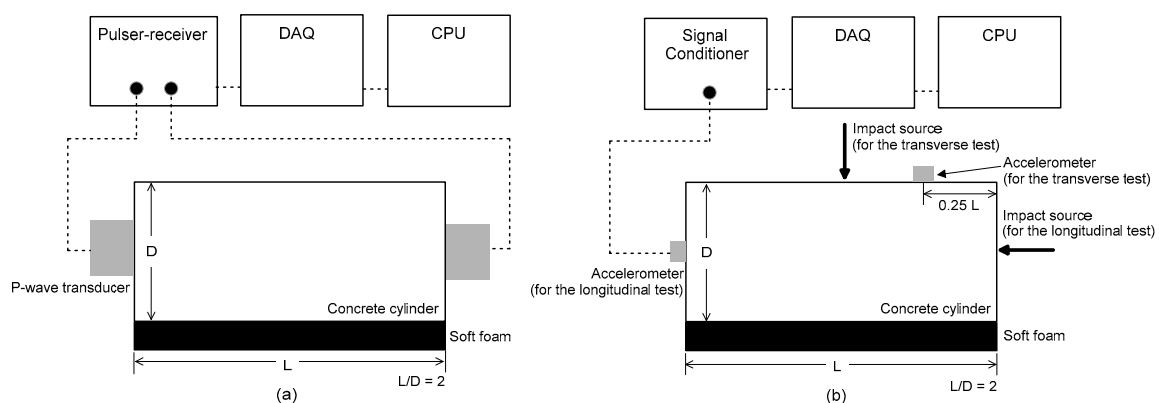 Pulser-receiver
DAQ
CPU
D
P-wave transducer
Concrete cylinder
Soft foam
L
L/D = 2
(a)
Signal
Conditioner
DAQ
CPU
Impact source
(for the transverse test)
Accelerometer
(for the transverse test)
0.25 L
Impact source
(for the longitudinal test)
D
Accelerometer
(for the longitudinal test)
Concrete cylinder
Soft foam
L
L/D = 2
(b)